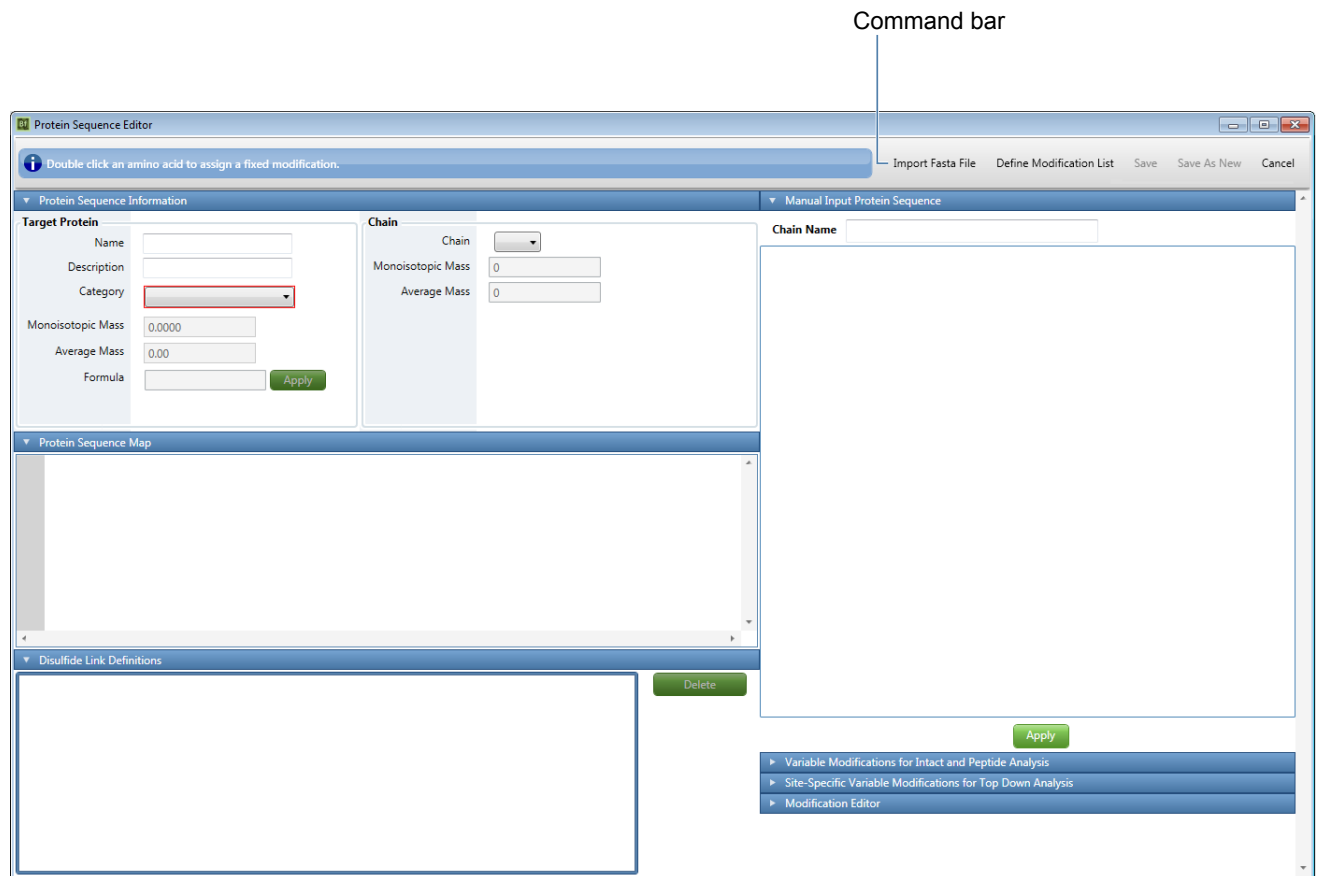 Command bar
Protein Sequence Editor
Double click an amino acid to assign a fixed modification.
Import Fasta File Define Modification List Save Save As New Cancel
Protein Sequence Information
Target Protein
Name
Description
Category
Monoisotopic Mass 0.0000
Average Mass 0.00
Formula Apply
Chain
Chain
Monoisotopic Mass 0
Average Mass 0
Protein Sequence Map
Disulfide Link Definitions
Delete
Manual Input Protein Sequence
Chain Name
Apply
Variable Modifications for Intact and Peptide Analysis
Site-Specific Variable Modifications for Top Down Analysis
Modification Editor